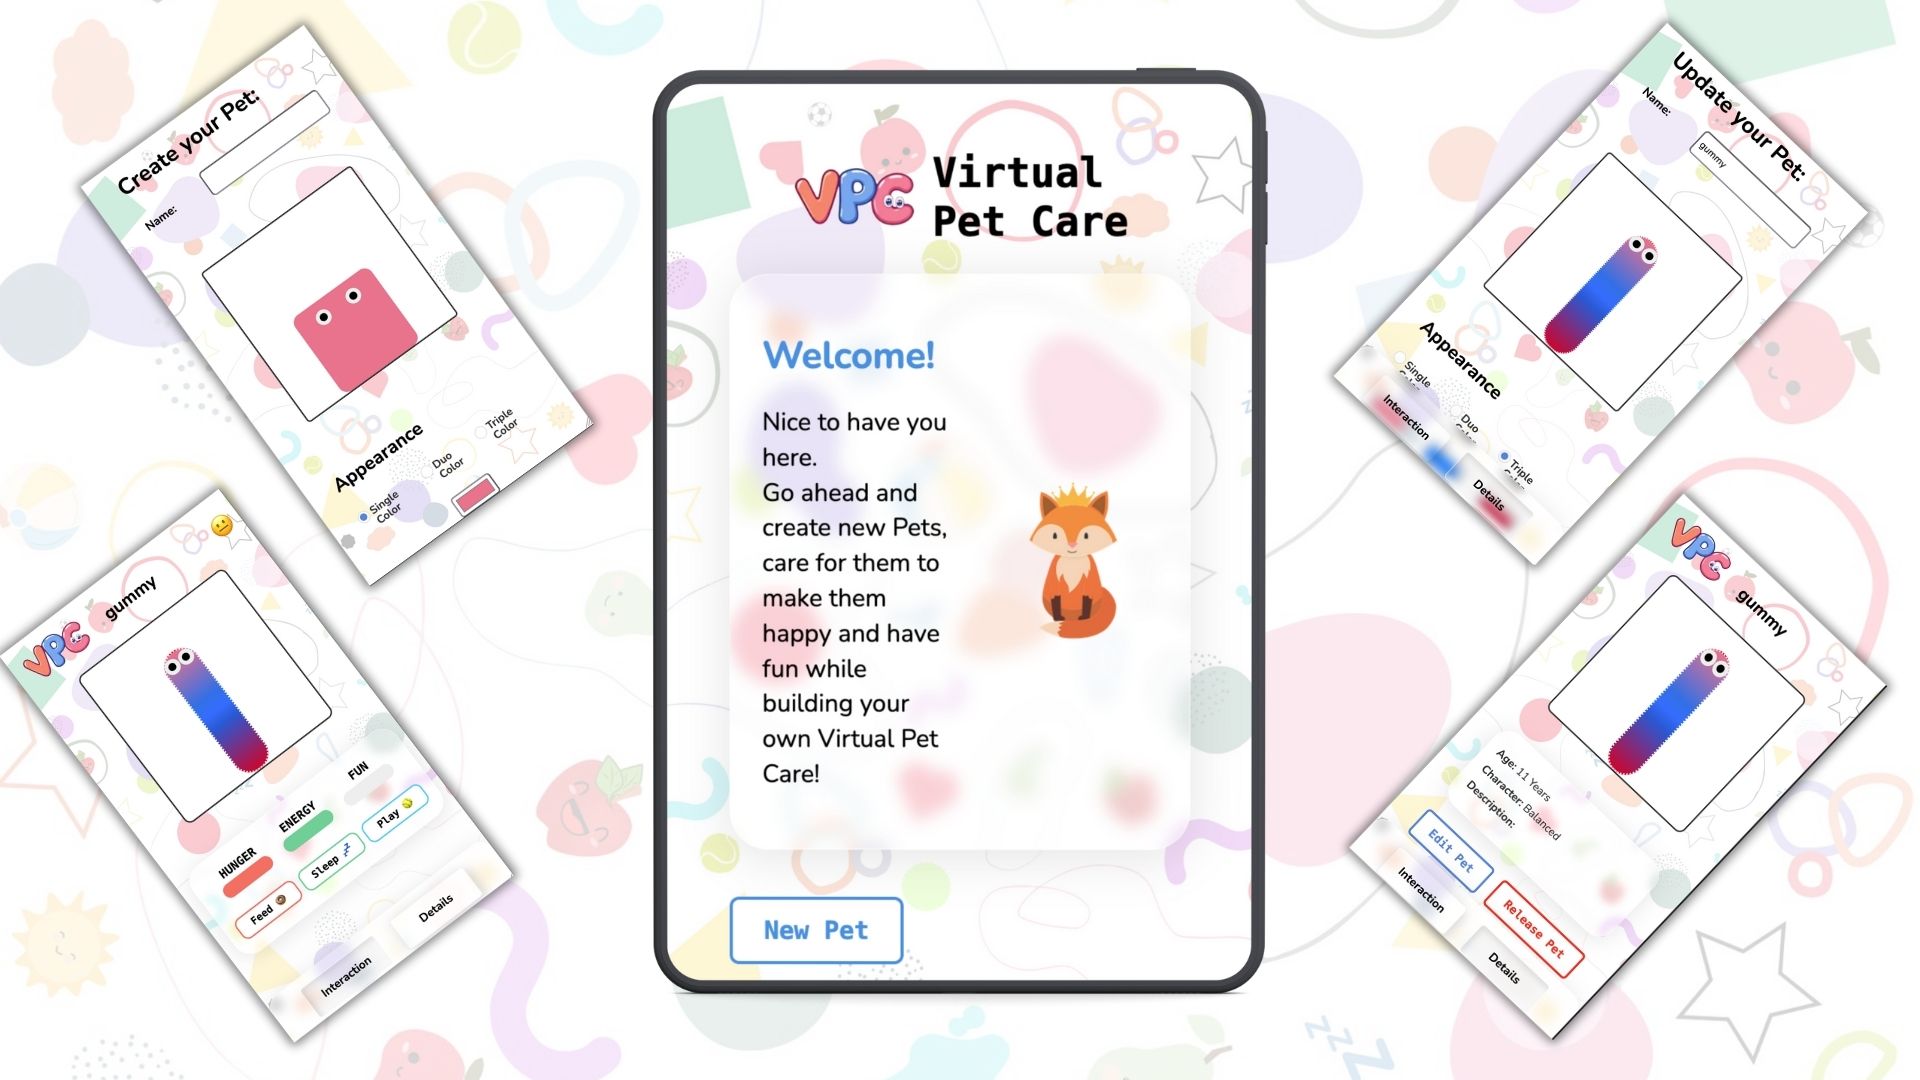 Create your Pet:
Name:
Appearance
Single
Color
Duo
Color
Triple
Color
VPC
gummy
HUNGER
ENERGY
FUN
Feed
Sleep
Play
Interaction
Details
VPC
Virtual
Pet Care
Welcome!
Nice to have you
here.
Go ahead and
create new Pets,
care for them to
make them
happy and have
fun while
building your
own Virtual Pet
Care!
New Pet
Update your Pet:
Name:
gummy
Appearance
Single
Duo
Triple
Interaction
Details
VPC
gummy
Age: 11 Years
Character: Balanced
Description:
Edit Pet
Release Pet
Interaction
Details